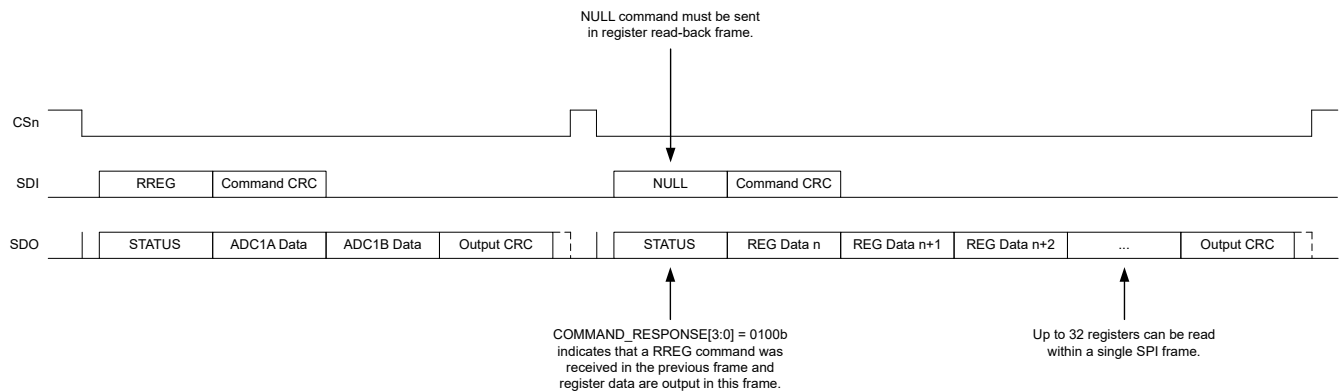 NULL command must be sent
in register read-back frame.
CSn
SDI
RREG
Command CRC
NULL
Command CRC
SDO
STATUS
ADC1A Data
ADC1B Data
Output CRC
STATUS
REG Data n
REG Data n+1
REG Data n+2
...
Output CRC
COMMAND_RESPONSE[3:0] = 0100b
indicates that a RREG command was
received in the previous frame and
register data are output in this frame.
Up to 32 registers can be read
within a single SPI frame.